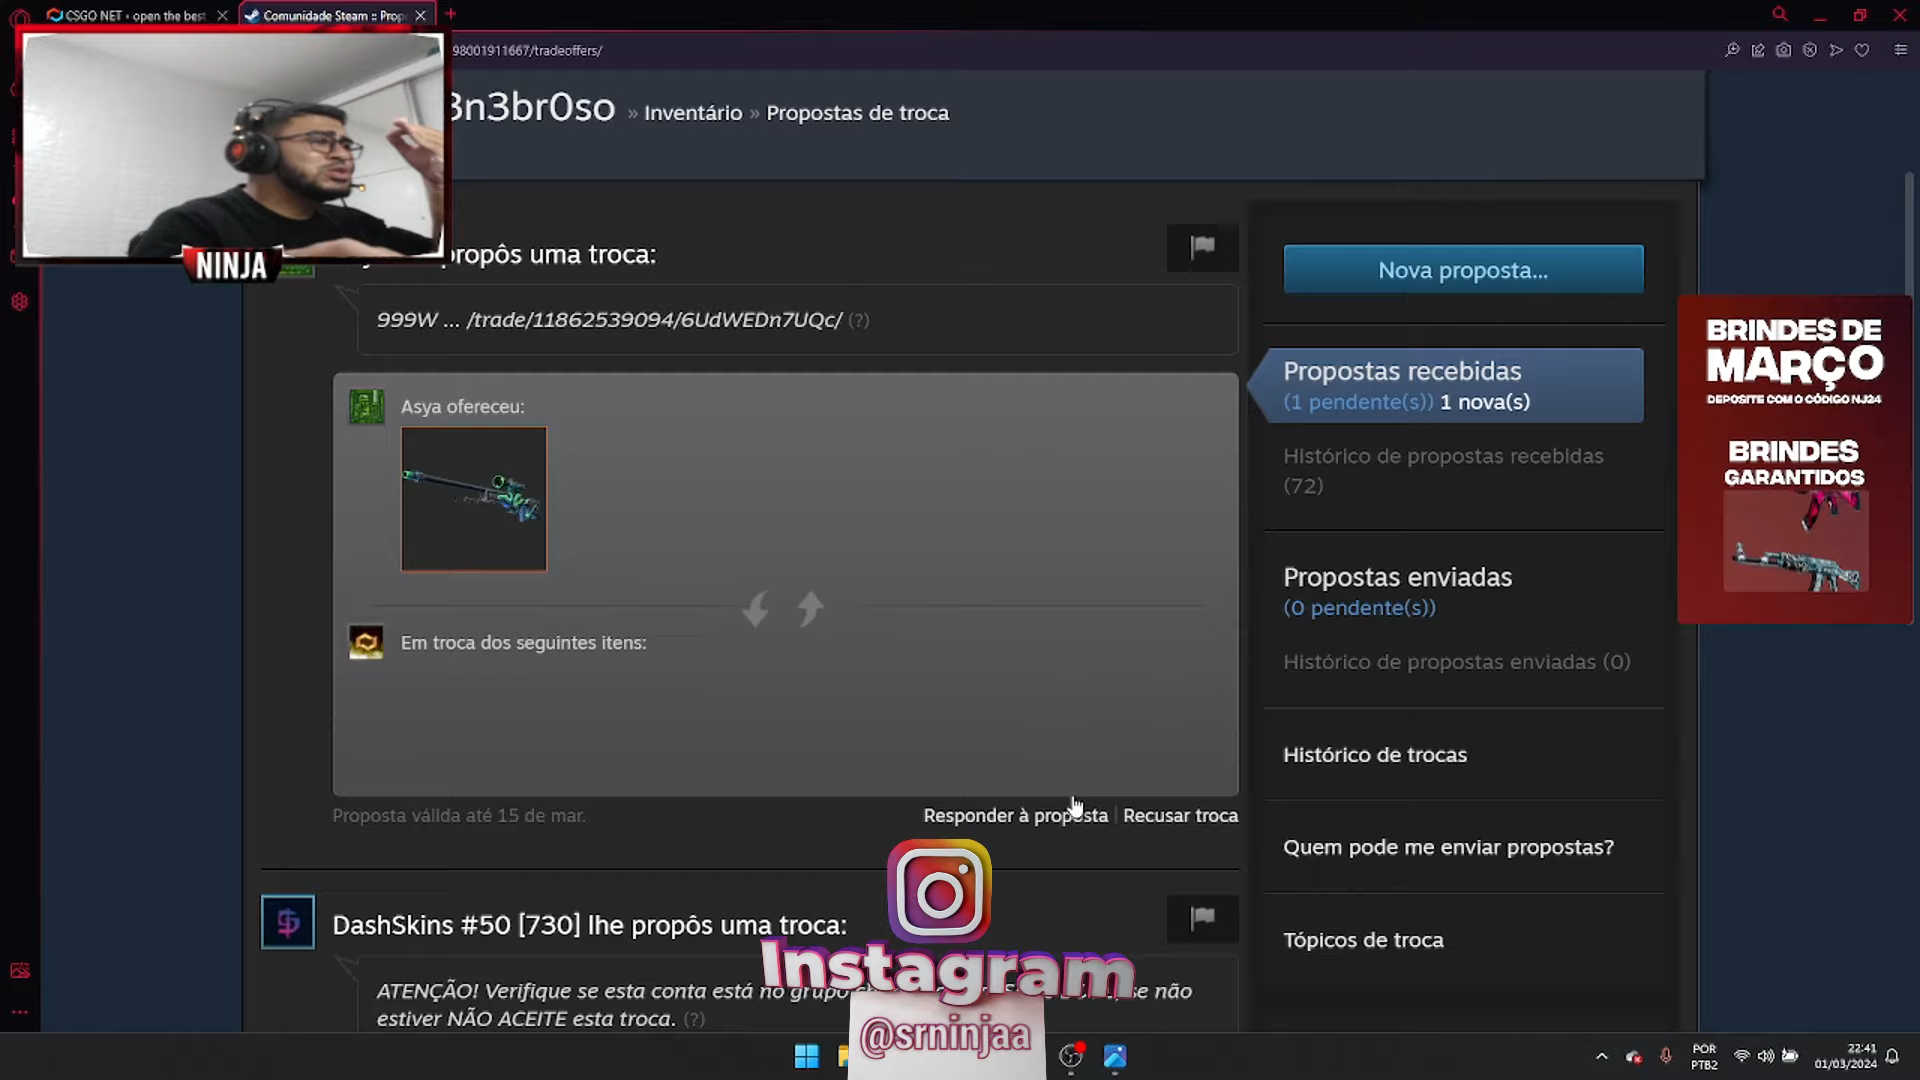 CSGO NET • open the best
Comunidade Steam :: Prop
98001911667/tradeoffers/
3n3br0so » Inventário » Propostas de troca
NINJA
propôs uma troca:
999W ... /trade/11862539094/6UdWEDn7UQc/ (?)
Asya ofereceu:
Em troca dos seguintes itens:
Proposta válida até 15 de mar.
Responder à proposta | Recusar troca
DashSkins #50 [730] lhe propôs uma troca:
ATENÇÃO! Verifique se esta conta está no grupo se não
estiver NÃO ACEITE esta troca. (?)
Nova proposta...
Propostas recebidas
(1 pendente(s)) 1 nova(s)
Histórico de propostas recebidas
(72)
Propostas enviadas
(0 pendente(s))
Histórico de propostas enviadas (0)
Histórico de trocas
Quem pode me enviar propostas?
Tópicos de troca
BRINDES DE
MARÇO
DEPOSITE COM O CÓDIGO NJ24
BRINDES
GARANTIDOS
Instagram
@srninjaa
POR
PTB2
22:41
01/03/2024